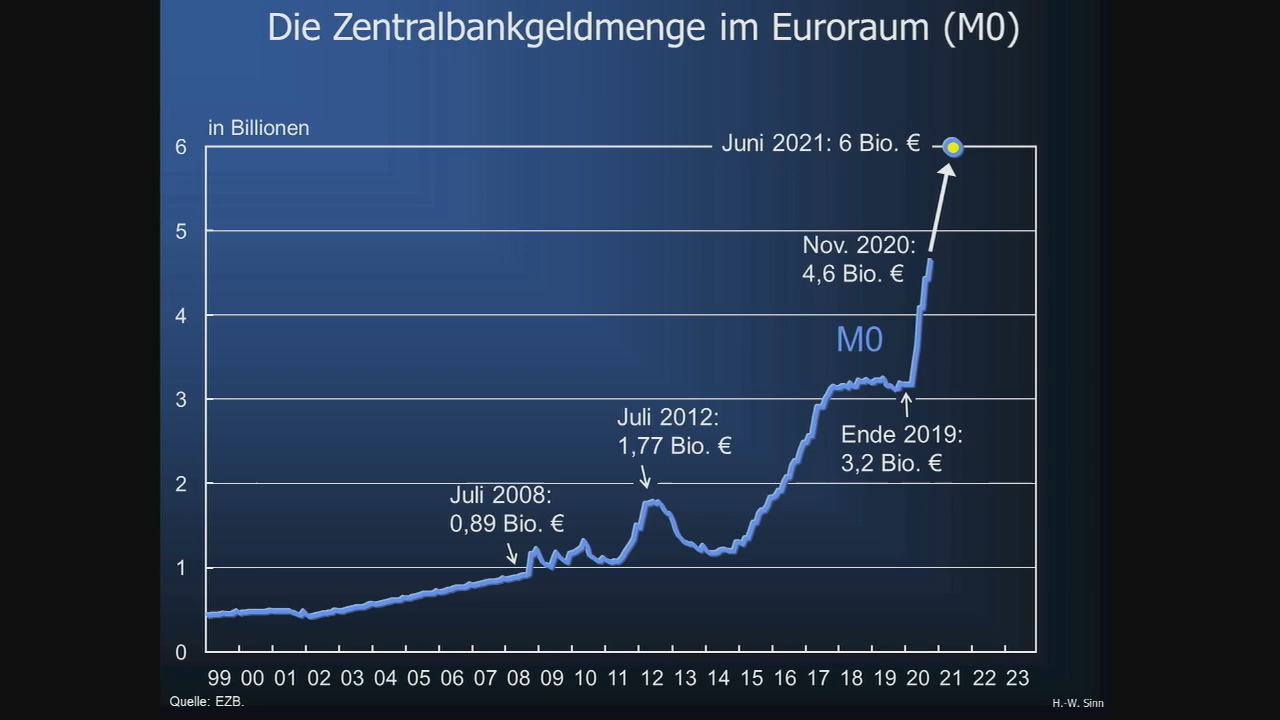 Die Zentralbankgeldmenge im Euroraum (M0)
in Billionen
6
Juni 2021: 6 Bio. €
5
Nov. 2020:
4,6 Bio. €
4
M0
3
Juli 2012:
1,77 Bio. €
Ende 2019:
3,2 Bio. €
2
Juli 2008:
0,89 Bio. €
1
0
99 00 01 02 03 04 05 06 07 08 09 10 11 12 13 14 15 16 17 18 19 20 21 22 23
Quelle: EZB.
H.-W. Sinn